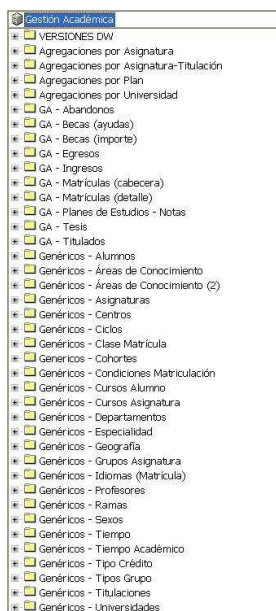 Gestión Académica
VERSIONES DW
Agregaciones por Asignatura
Agregaciones por Asignatura-Titulación
Agregaciones por Plan
Agregaciones por Universidad
GA - Abandonos
GA - Becas (ayudas)
GA - Becas (importe)
GA - Egresos
GA - Ingresos
GA - Matrículas (cabecera)
GA - Matrículas (detalle)
GA - Planes de Estudios - Notas
GA - Tesis
GA - Titulados
Genéricos - Alumnos
Genéricos - Áreas de Conocimiento
Genéricos - Áreas de Conocimiento (2)
Genéricos - Asignaturas
Genéricos - Centros
Genéricos - Ciclos
Genéricos - Clase Matrícula
Genericos - Cohortes
Genéricos - Condiciones Matriculación
Genéricos - Cursos Alumno
Genéricos - Cursos Asignatura
Genéricos - Departamentos
Genéricos - Especialidad
Genéricos - Geografía
Genéricos - Grupos Asignatura
Genéricos - Idiomas (Matrícula)
Genéricos - Profesores
Genéricos - Ramas
Genéricos - Sexos
Genéricos - Tiempo
Genéricos - Tiempo Académico
Genéricos - Tipo Crédito
Genéricos - Tipos Grupo
Genéricos - Titulaciones
Genéricos - Universidades